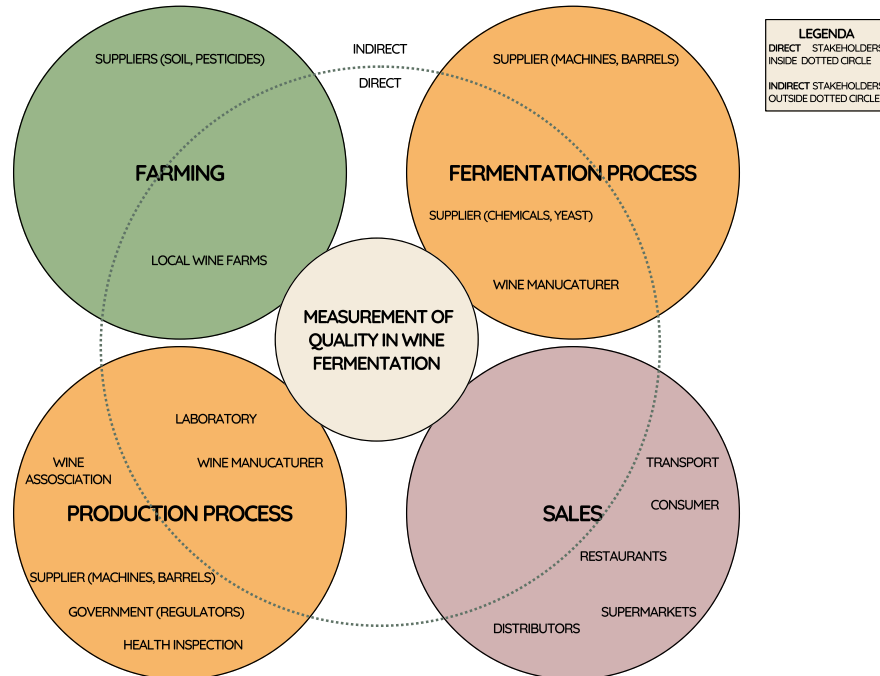 SUPPLIERS (SOIL, PESTICIDES)
FARMING
LOCAL WINE FARMS
INDIRECT
DIRECT
SUPPLIER (MACHINES, BARRELS)
FERMENTATION PROCESS
SUPPLIER (CHEMICALS, YEAST)
WINE MANUCATURER
LEGENDA
DIRECT STAKEHOLDERS
INSIDE DOTTED CIRCLE
INDIRECT STAKEHOLDERS
OUTSIDE DOTTED CIRCLE
MEASUREMENT OF
QUALITY IN WINE
FERMENTATION
LABORATORY
WINE
ASSOSCIATION
WINE MANUCATURER
PRODUCTION PROCESS
SUPPLIER (MACHINES, BARRELS)
GOVERNMENT (REGULATORS)
HEALTH INSPECTION
TRANSPORT
CONSUMER
SALES
RESTAURANTS
SUPERMARKETS
DISTRIBUTORS